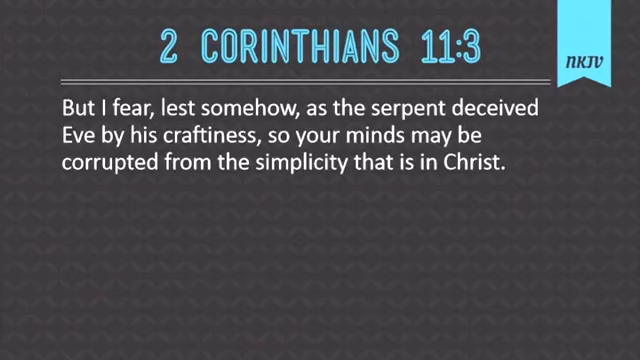 2 CORINTHIANS 11:3
NKJV
But I fear, lest somehow, as the serpent deceived
Eve by his craftiness, so your minds may be
corrupted from the simplicity that is in Christ.